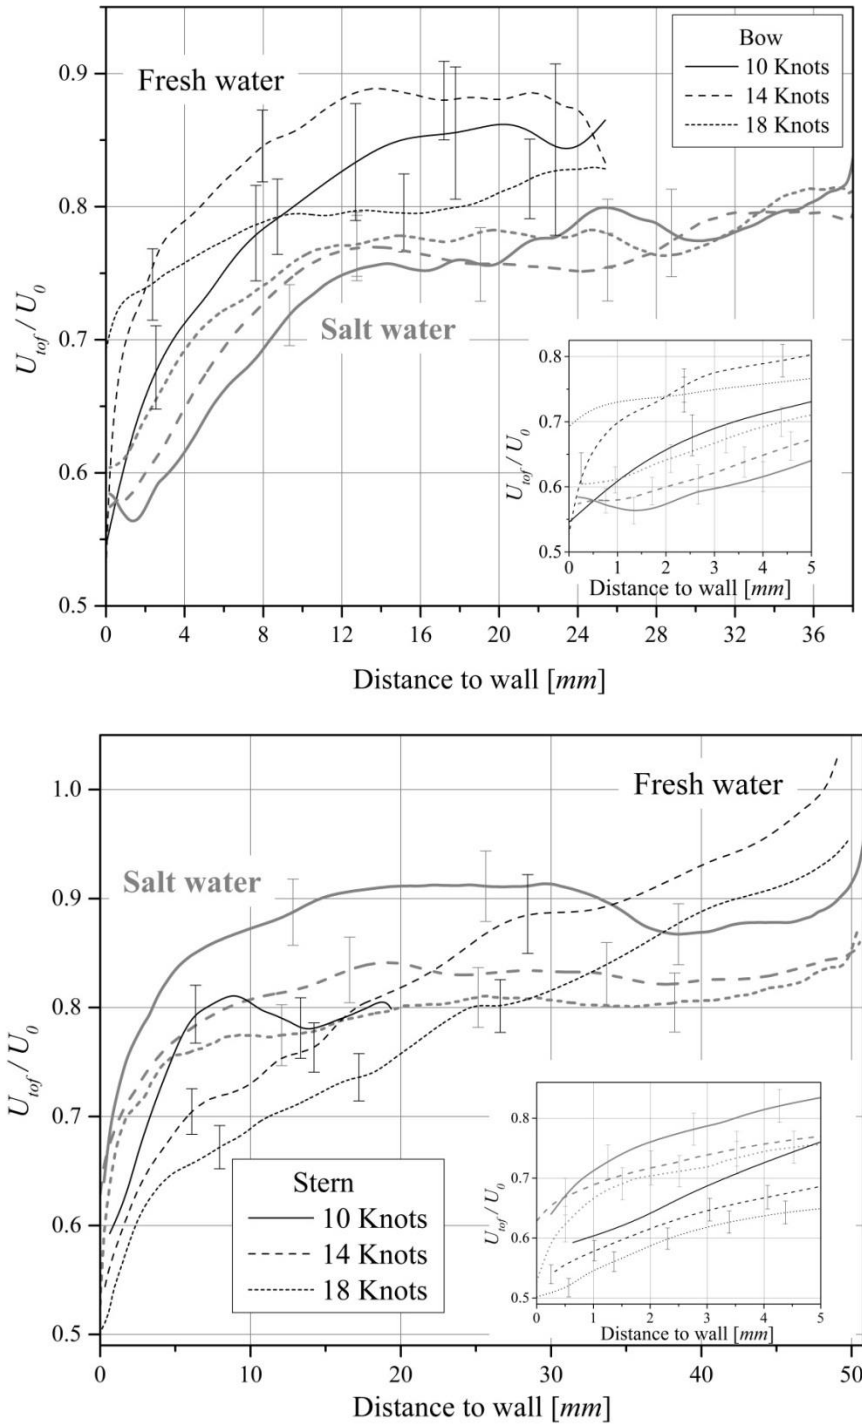 Fresh water
Bow
10 Knots
14 Knots
18 Knots
0.9
0.8
0.7
0.6
0.5
U_tof / U_0
Salt water
0.8
0.7
0.6
0.5
U_tof / U_0
0 1 2 3 4 5
Distance to wall [mm]
0 4 8 12 16 20 24 28 32 36
Distance to wall [mm]
Fresh water
Salt water
1.0
0.9
0.8
0.7
0.6
0.5
U_tof / U_0
Stern
10 Knots
14 Knots
18 Knots
0.8
0.7
0.6
0.5
U_tof / U_0
0 1 2 3 4 5
Distance to wall [mm]
0 10 20 30 40 50
Distance to wall [mm]